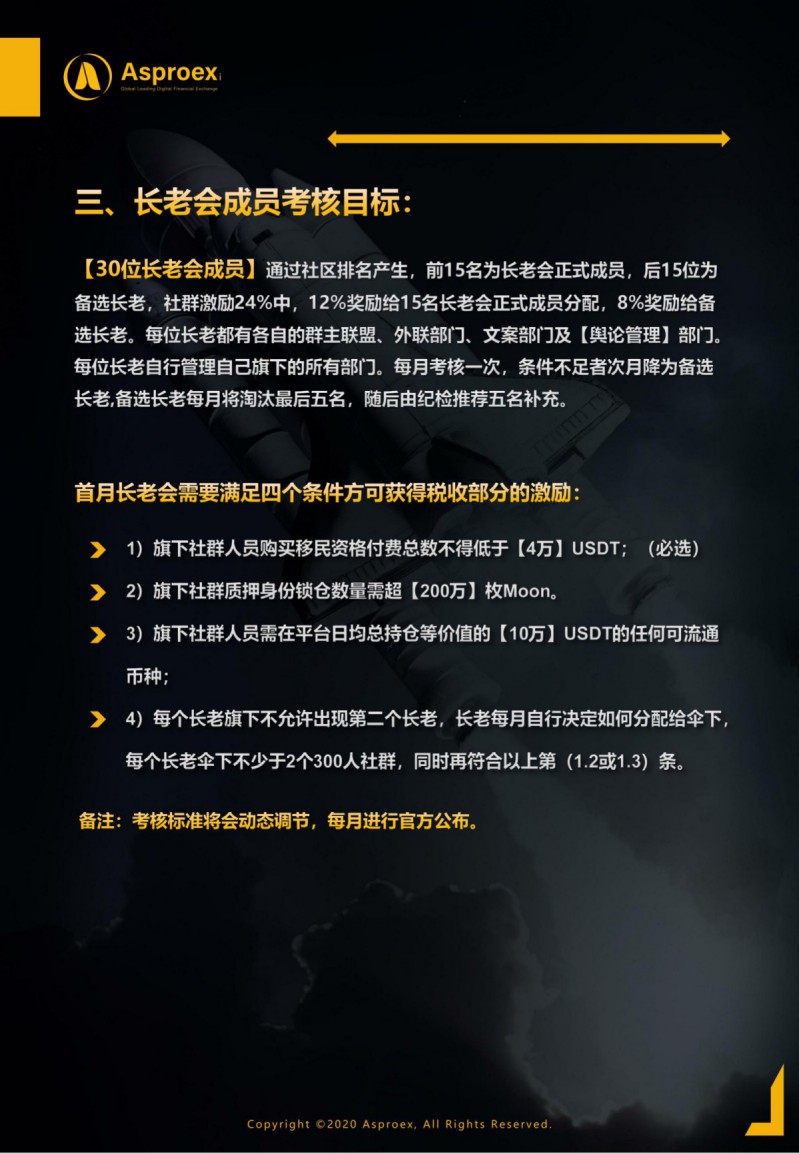 Asproex
Global Leading Digital Financial Exchange
三、长老会成员考核目标：
【30位长老会成员】通过社区排名产生，前15名为长老会正式成员，后15位为
备选长老，社群激励24%中，12%奖励给15名长老会正式成员分配，8%奖励给备
选长老。每位长老都有各自的群主联盟、外联部门、文案部门及【舆论管理】部门。
每位长老自行管理自己旗下的所有部门。每月考核一次，条件不足者次月降为备选
长老,备选长老每月将淘汰最后五名，随后由纪检推荐五名补充。
首月长老会需要满足四个条件方可获得税收部分的激励：
1）旗下社群人员购买移民资格付费总数不得低于【4万】USDT；（必选）
2）旗下社群质押身份锁仓数量需超【200万】枚Moon。
3）旗下社群人员需在平台日均总持仓等价值的【10万】USDT的任何可流通
币种；
4）每个长老旗下不允许出现第二个长老，长老每月自行决定如何分配给伞下，
每个长老伞下不少于2个300人社群，同时再符合以上第（1.2或1.3）条。
备注：考核标准将会动态调节，每月进行官方公布。
Copyright ©2020 Asproex, All Rights Reserved.